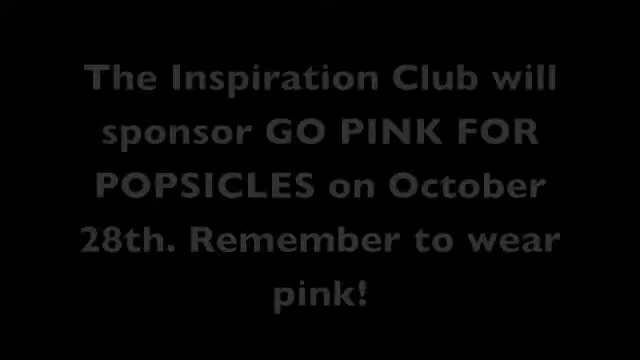 The Inspiration Club will
sponsor GO PINK FOR
POPSICLES on October
28th. Remember to wear
pink!